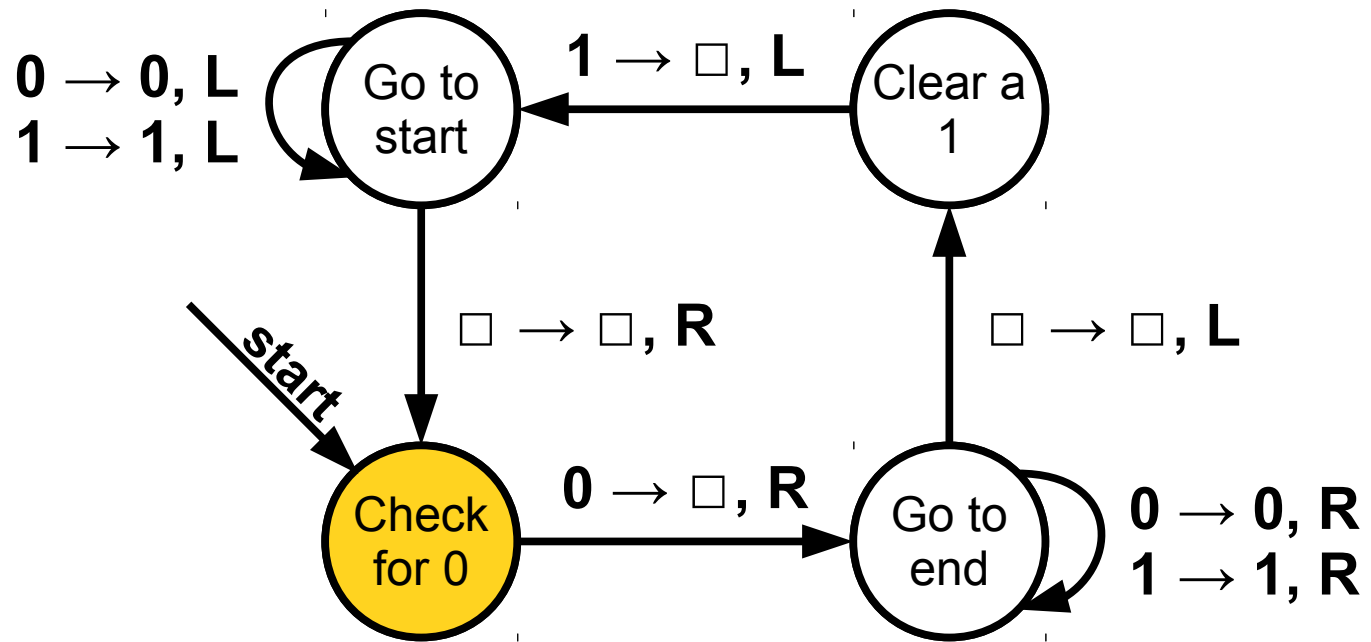 0 → 0, L
1 → 1, L
Go to
start
1 → □, L
Clear a
1
□ → □, R
□ → □, L
start
Check
for 0
0 → □, R
Go to
end
0 → 0, R
1 → 1, R